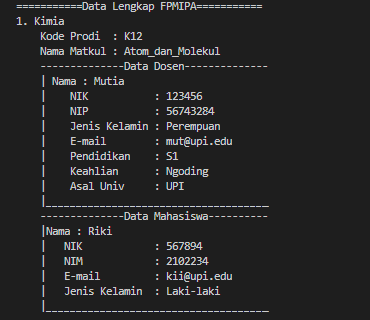 ===========Data Lengkap FPMIPA===========
1. Kimia
    Kode Prodi  : K12
    Nama Matkul : Atom_dan_Molekul
    --------------Data Dosen--------------
    | Nama : Mutia
    |    NIK           : 123456
    |    NIP           : 56743284
    |    Jenis Kelamin : Perempuan
    |    E-mail        : mut@upi.edu
    |    Pendidikan    : S1
    |    Keahlian      : Ngoding
    |    Asal Univ     : UPI
    |_____________________________________
    --------------Data Mahasiswa----------
    |Nama : Riki
    |   NIK            : 567894
    |   NIM            : 2102234
    |   E-mail         : kii@upi.edu
    |   Jenis Kelamin  : Laki-laki
    |_____________________________________